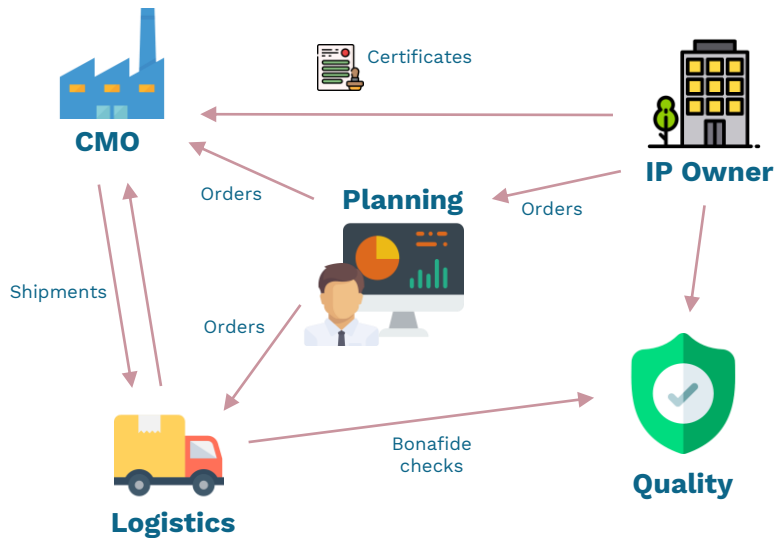 Certificates
CMO
IP Owner
Orders
Planning
Orders
Shipments
Orders
Bonafide
checks
Quality
Logistics